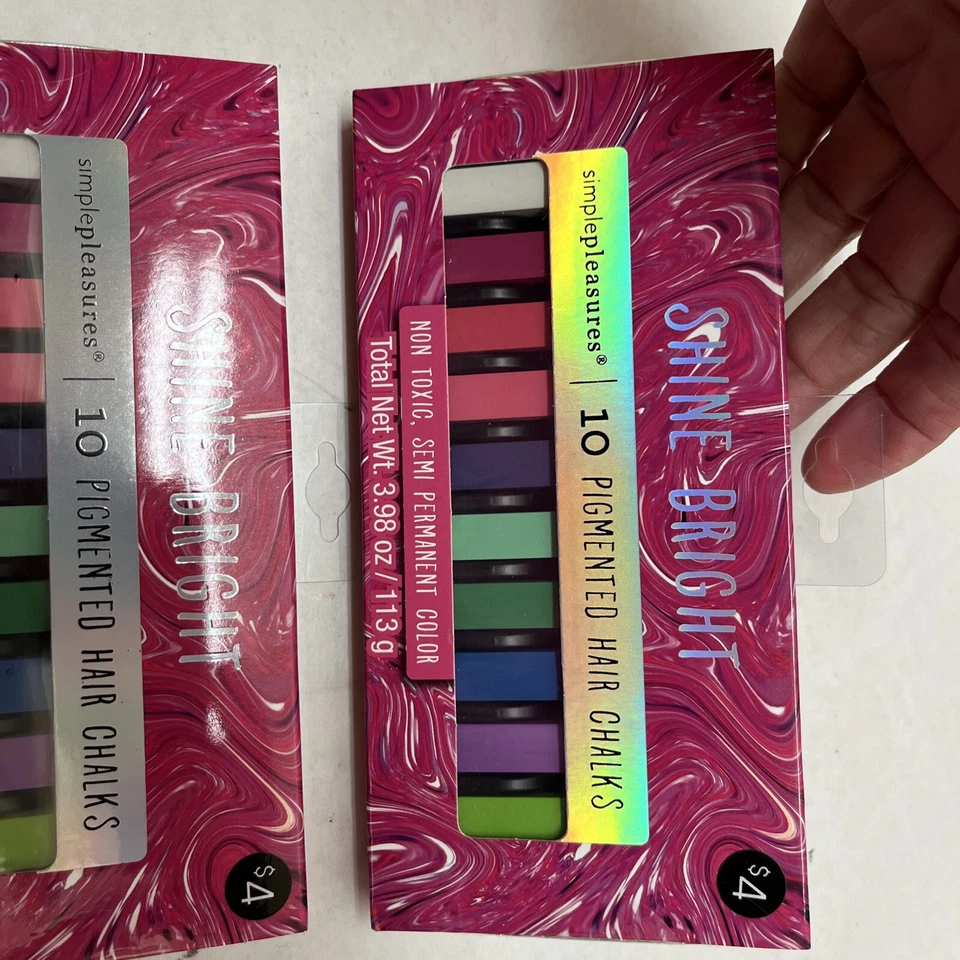 SHINE BRIGHT
simplepleasures® | 10 PIGMENTED HAIR CHALKS
$4
SHINE BRIGHT
simplepleasures® | 10 PIGMENTED HAIR CHALKS
NON TOXIC, SEMI PERMANENT COLOR
Total Net Wt. 3.98 oz / 113 g
$4